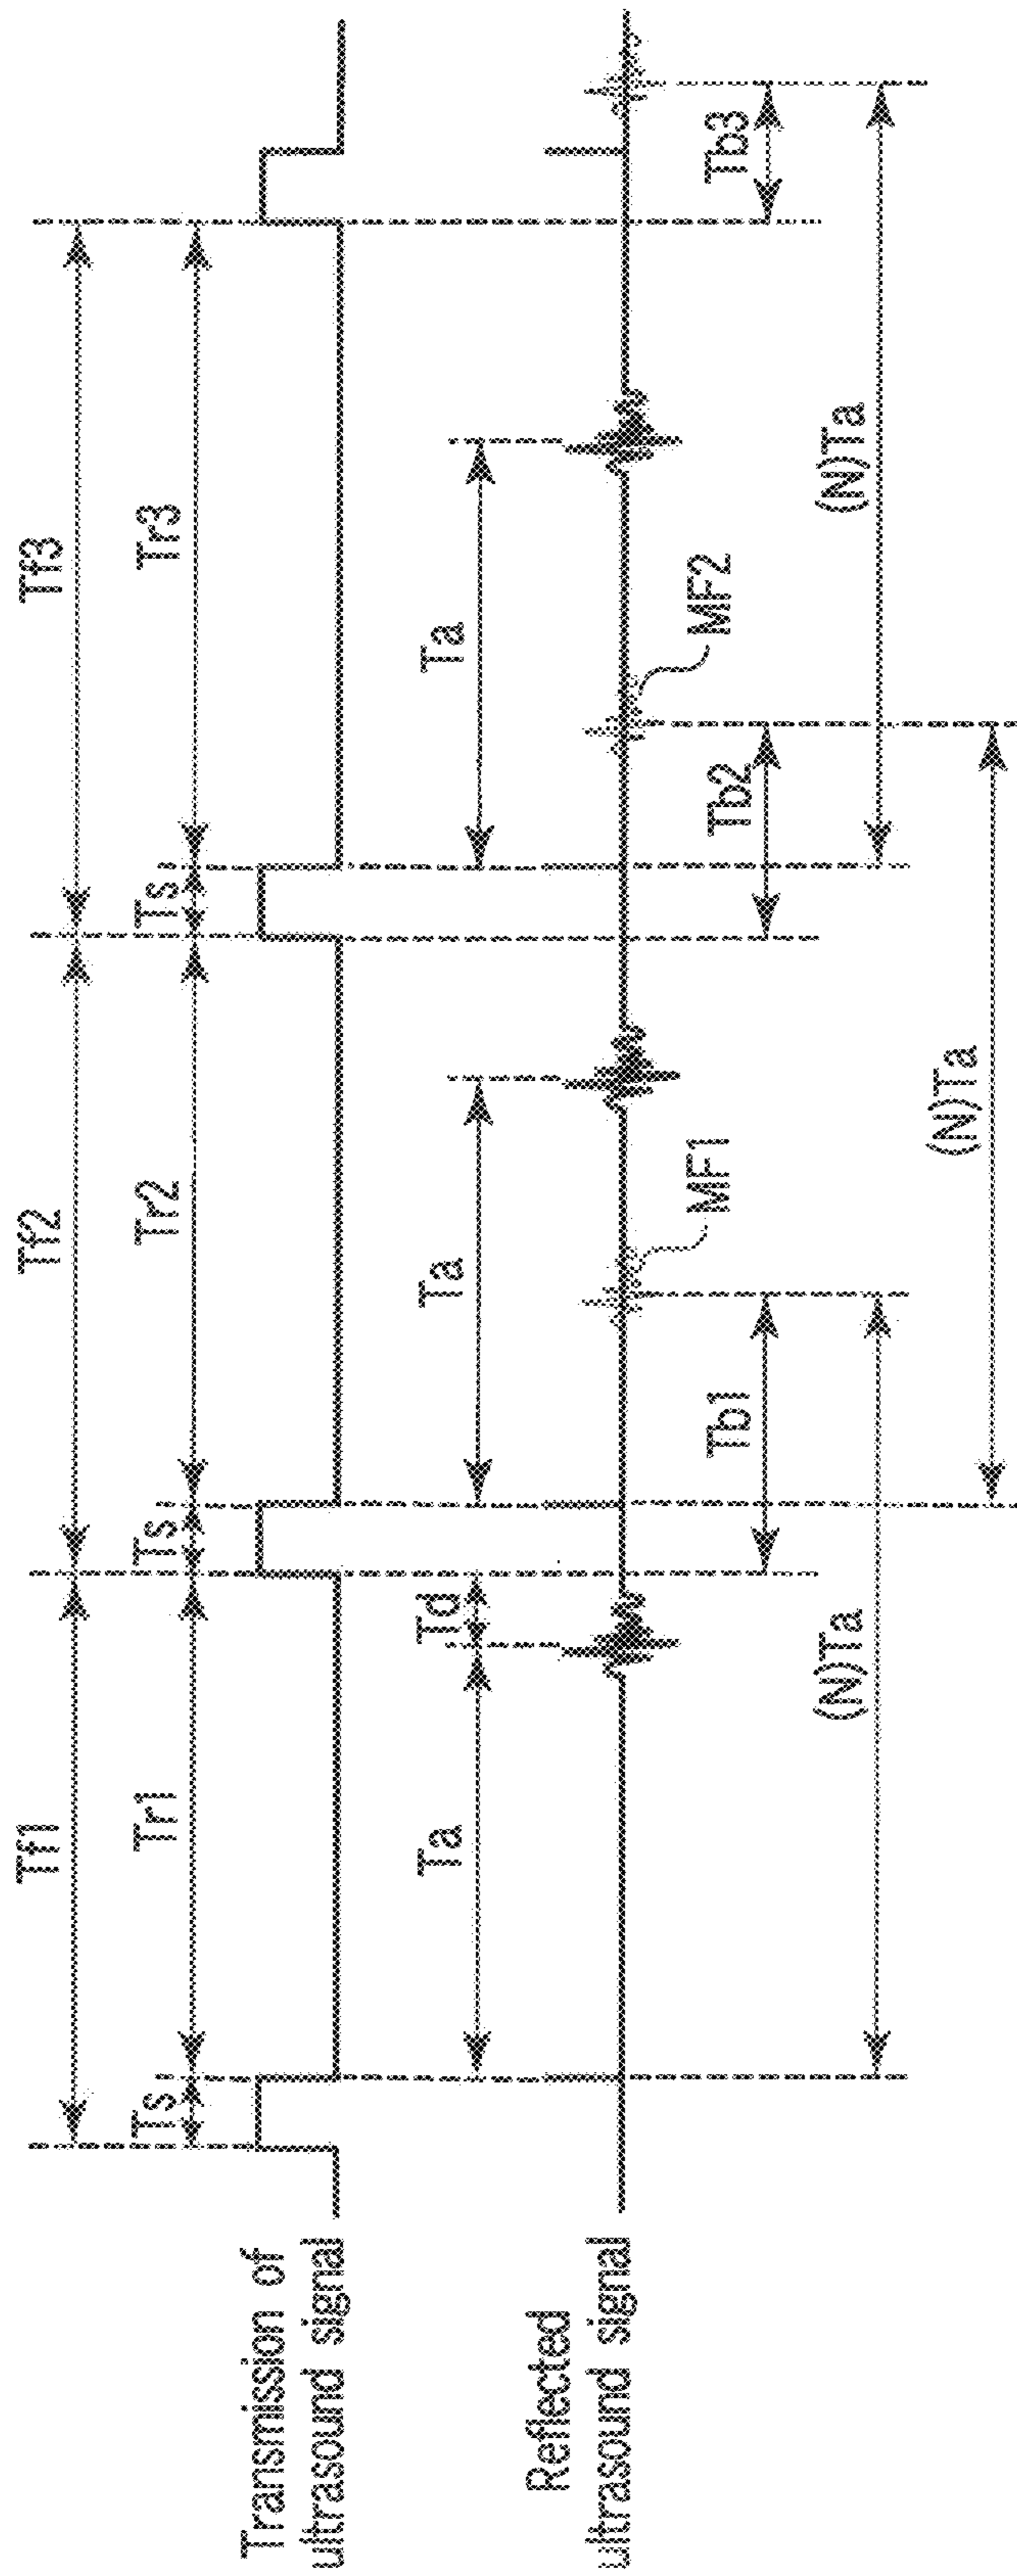 Tf1
Tf2
Tf3
Ts
Tr1
Ts
Tr2
Ts
Tr3
Transmission of
ultrasound signal
Ta
Td
Ta
Ta
Reflected
ultrasound signal
MF1
MF2
Tb1
Tb2
Tb3
(N)Ta
(N)Ta
(N)Ta